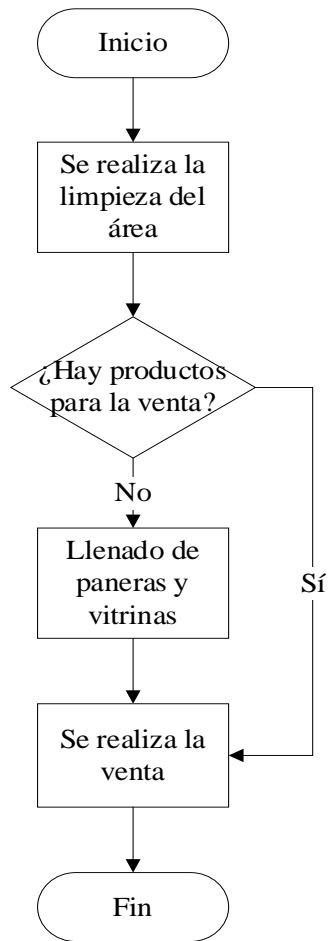 Inicio
Se realiza la
limpieza del
área
¿Hay productos
para la venta?
No
Llenado de
paneras y
vitrinas
Sí
Se realiza la
venta
Fin